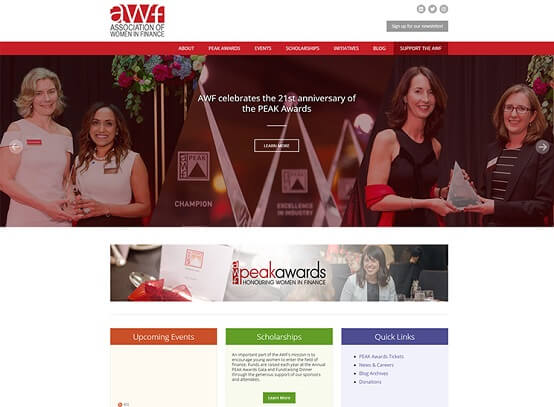 awf
ASSOCIATION OF
WOMEN IN FINANCE
Sign up for our newsletter!
ABOUT PEAK AWARDS EVENTS SCHOLARSHIPS INITIATIVES BLOG SUPPORT THE AWF
AWF celebrates the 21st anniversary of
the PEAK Awards
LEARN MORE
PEAK
CHAMPION
PEAK
EXCELLENCE
IN INDUSTRY
peakawards
HONOURING WOMEN IN FINANCE
Upcoming Events
Scholarships
An important part of the AWF's mission is to
encourage young women to enter the field of
finance. Funds are raised each year at the Annual
PEAK Awards Gala and Fundraising Dinner
through the generous support of our sponsors
and attendees.
Learn More
Quick Links
PEAK Awards Tickets
News & Careers
Blog Archives
Donations